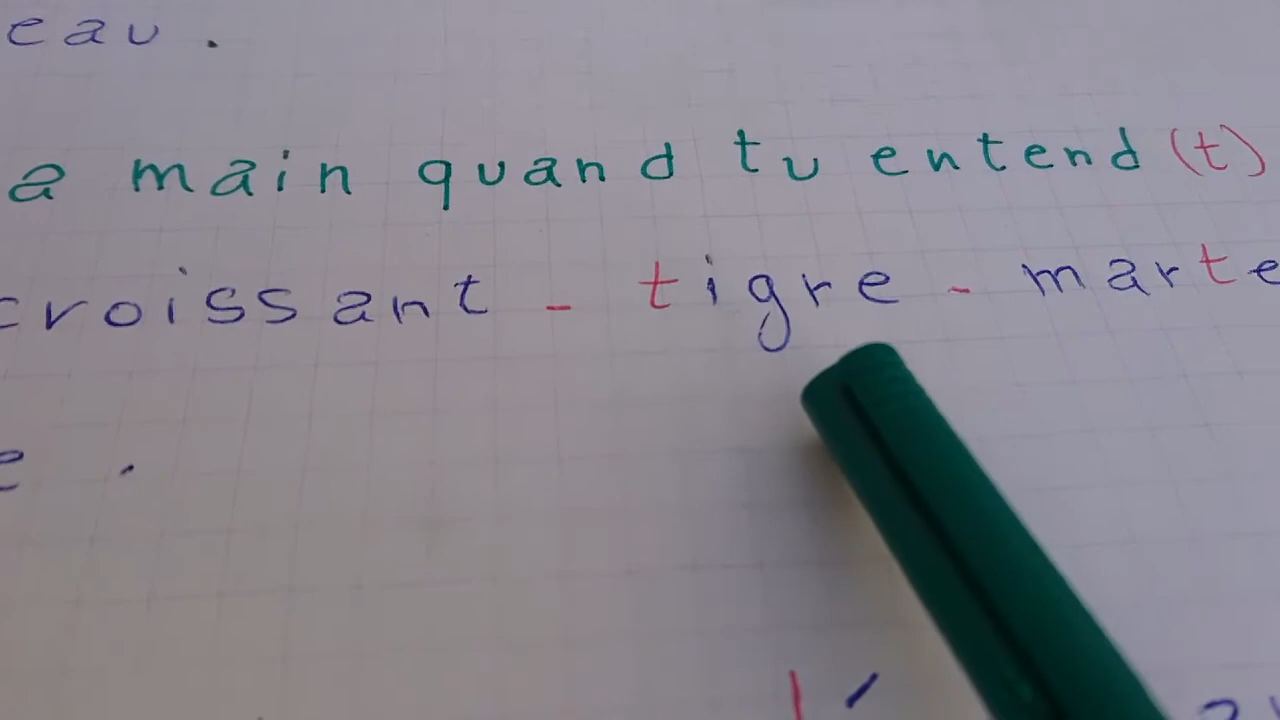 eau.
a main quand tu entend (t)
croissant - tigre - marte
e .